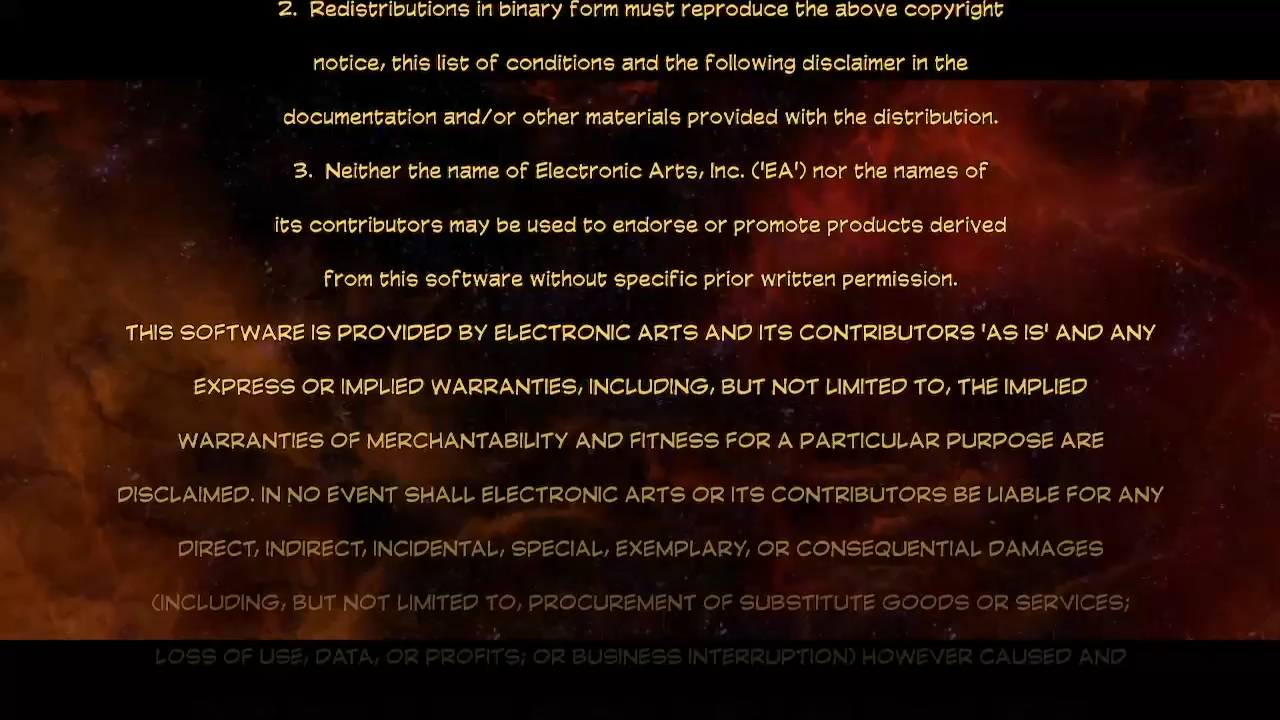 2. Redistributions in binary form must reproduce the above copyright
notice, this list of conditions and the following disclaimer in the
documentation and/or other materials provided with the distribution.
3. Neither the name of Electronic Arts, Inc. ('EA') nor the names of
its contributors may be used to endorse or promote products derived
from this software without specific prior written permission.
THIS SOFTWARE IS PROVIDED BY ELECTRONIC ARTS AND ITS CONTRIBUTORS 'AS IS' AND ANY
EXPRESS OR IMPLIED WARRANTIES, INCLUDING, BUT NOT LIMITED TO, THE IMPLIED
WARRANTIES OF MERCHANTABILITY AND FITNESS FOR A PARTICULAR PURPOSE ARE
DISCLAIMED. IN NO EVENT SHALL ELECTRONIC ARTS OR ITS CONTRIBUTORS BE LIABLE FOR ANY
DIRECT, INDIRECT, INCIDENTAL, SPECIAL, EXEMPLARY, OR CONSEQUENTIAL DAMAGES
(INCLUDING, BUT NOT LIMITED TO, PROCUREMENT OF SUBSTITUTE GOODS OR SERVICES;
LOSS OF USE, DATA, OR PROFITS; OR BUSINESS INTERRUPTION) HOWEVER CAUSED AND